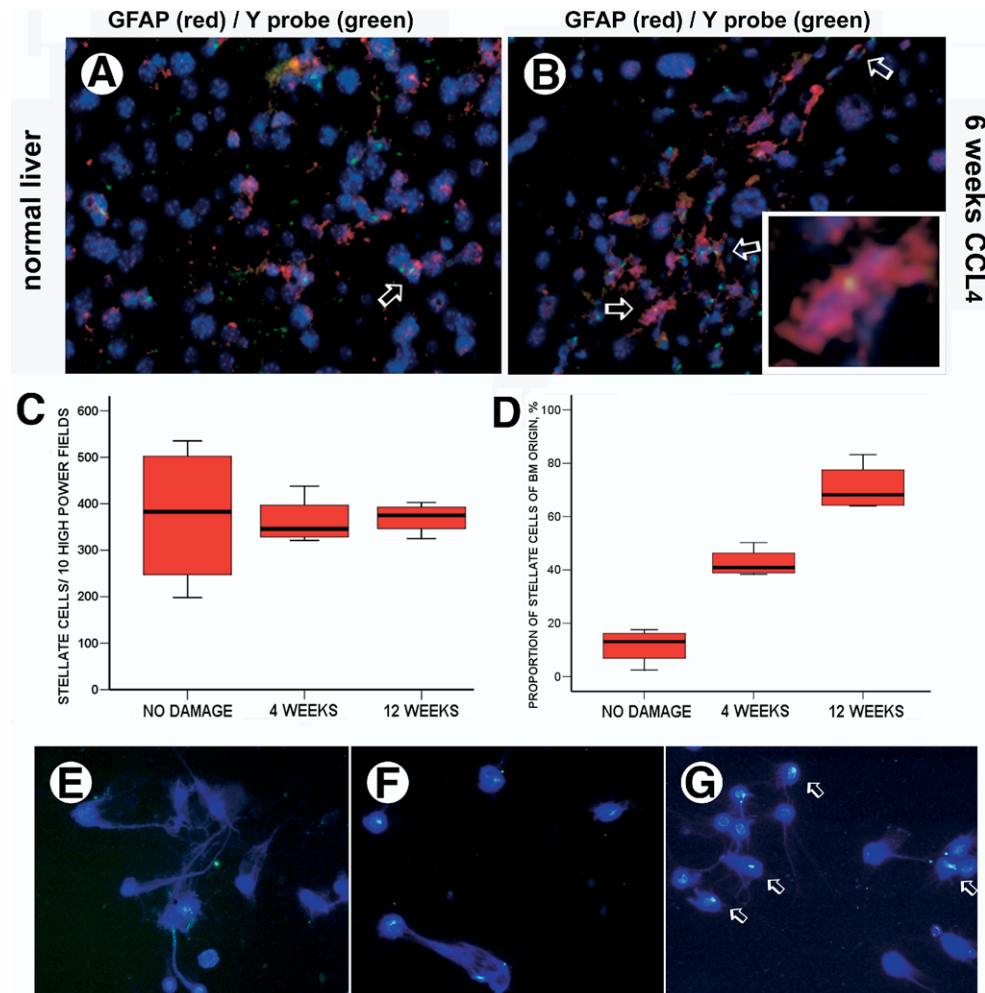 GFAP (red) / Y probe (green)
GFAP (red) / Y probe (green)
A
B
normal liver
6 weeks CCL4
C
STELLATE CELLS/ 10 HIGH POWER FIELDS
600
500
400
300
200
100
0
NO DAMAGE
4 WEEKS
12 WEEKS
D
PROPORTION OF STELLATE CELLS OF BM ORIGIN, %
100
80
60
40
20
0
NO DAMAGE
4 WEEKS
12 WEEKS
E
F
G